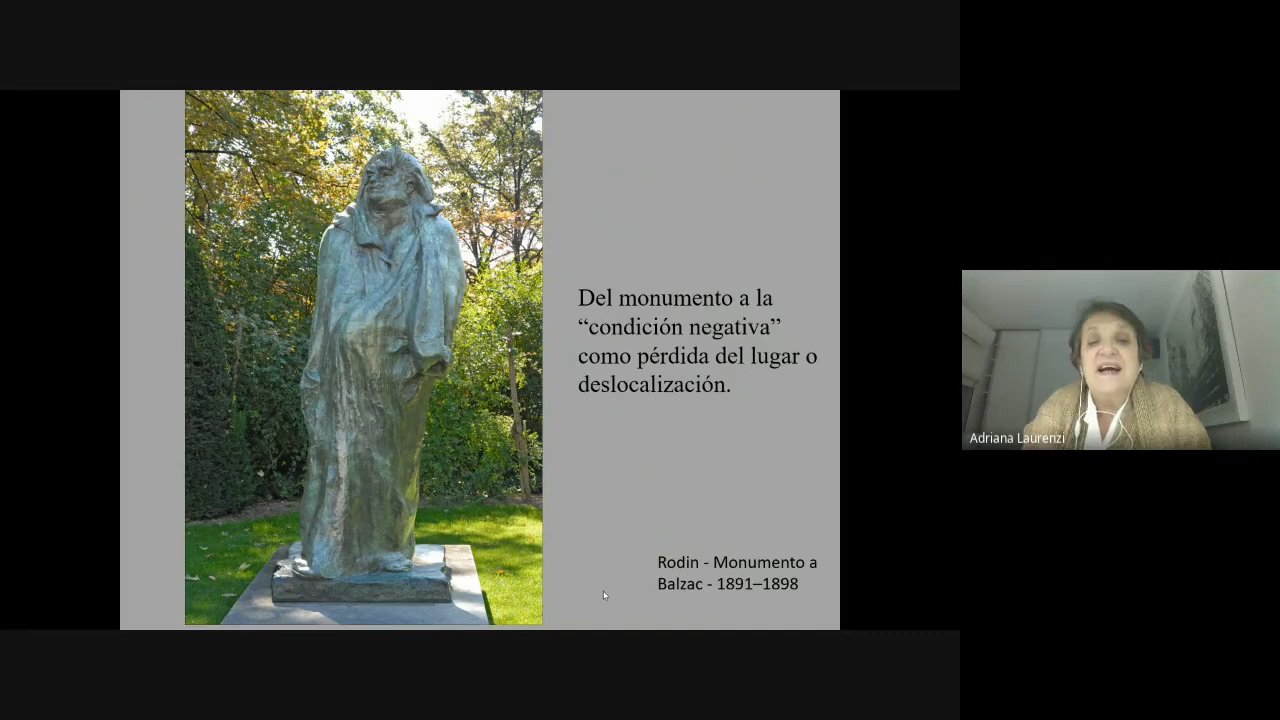 Del monumento a la
“condición negativa”
como pérdida del lugar o
deslocalización.
Rodin - Monumento a
Balzac - 1891–1898
Adriana Laurenzi